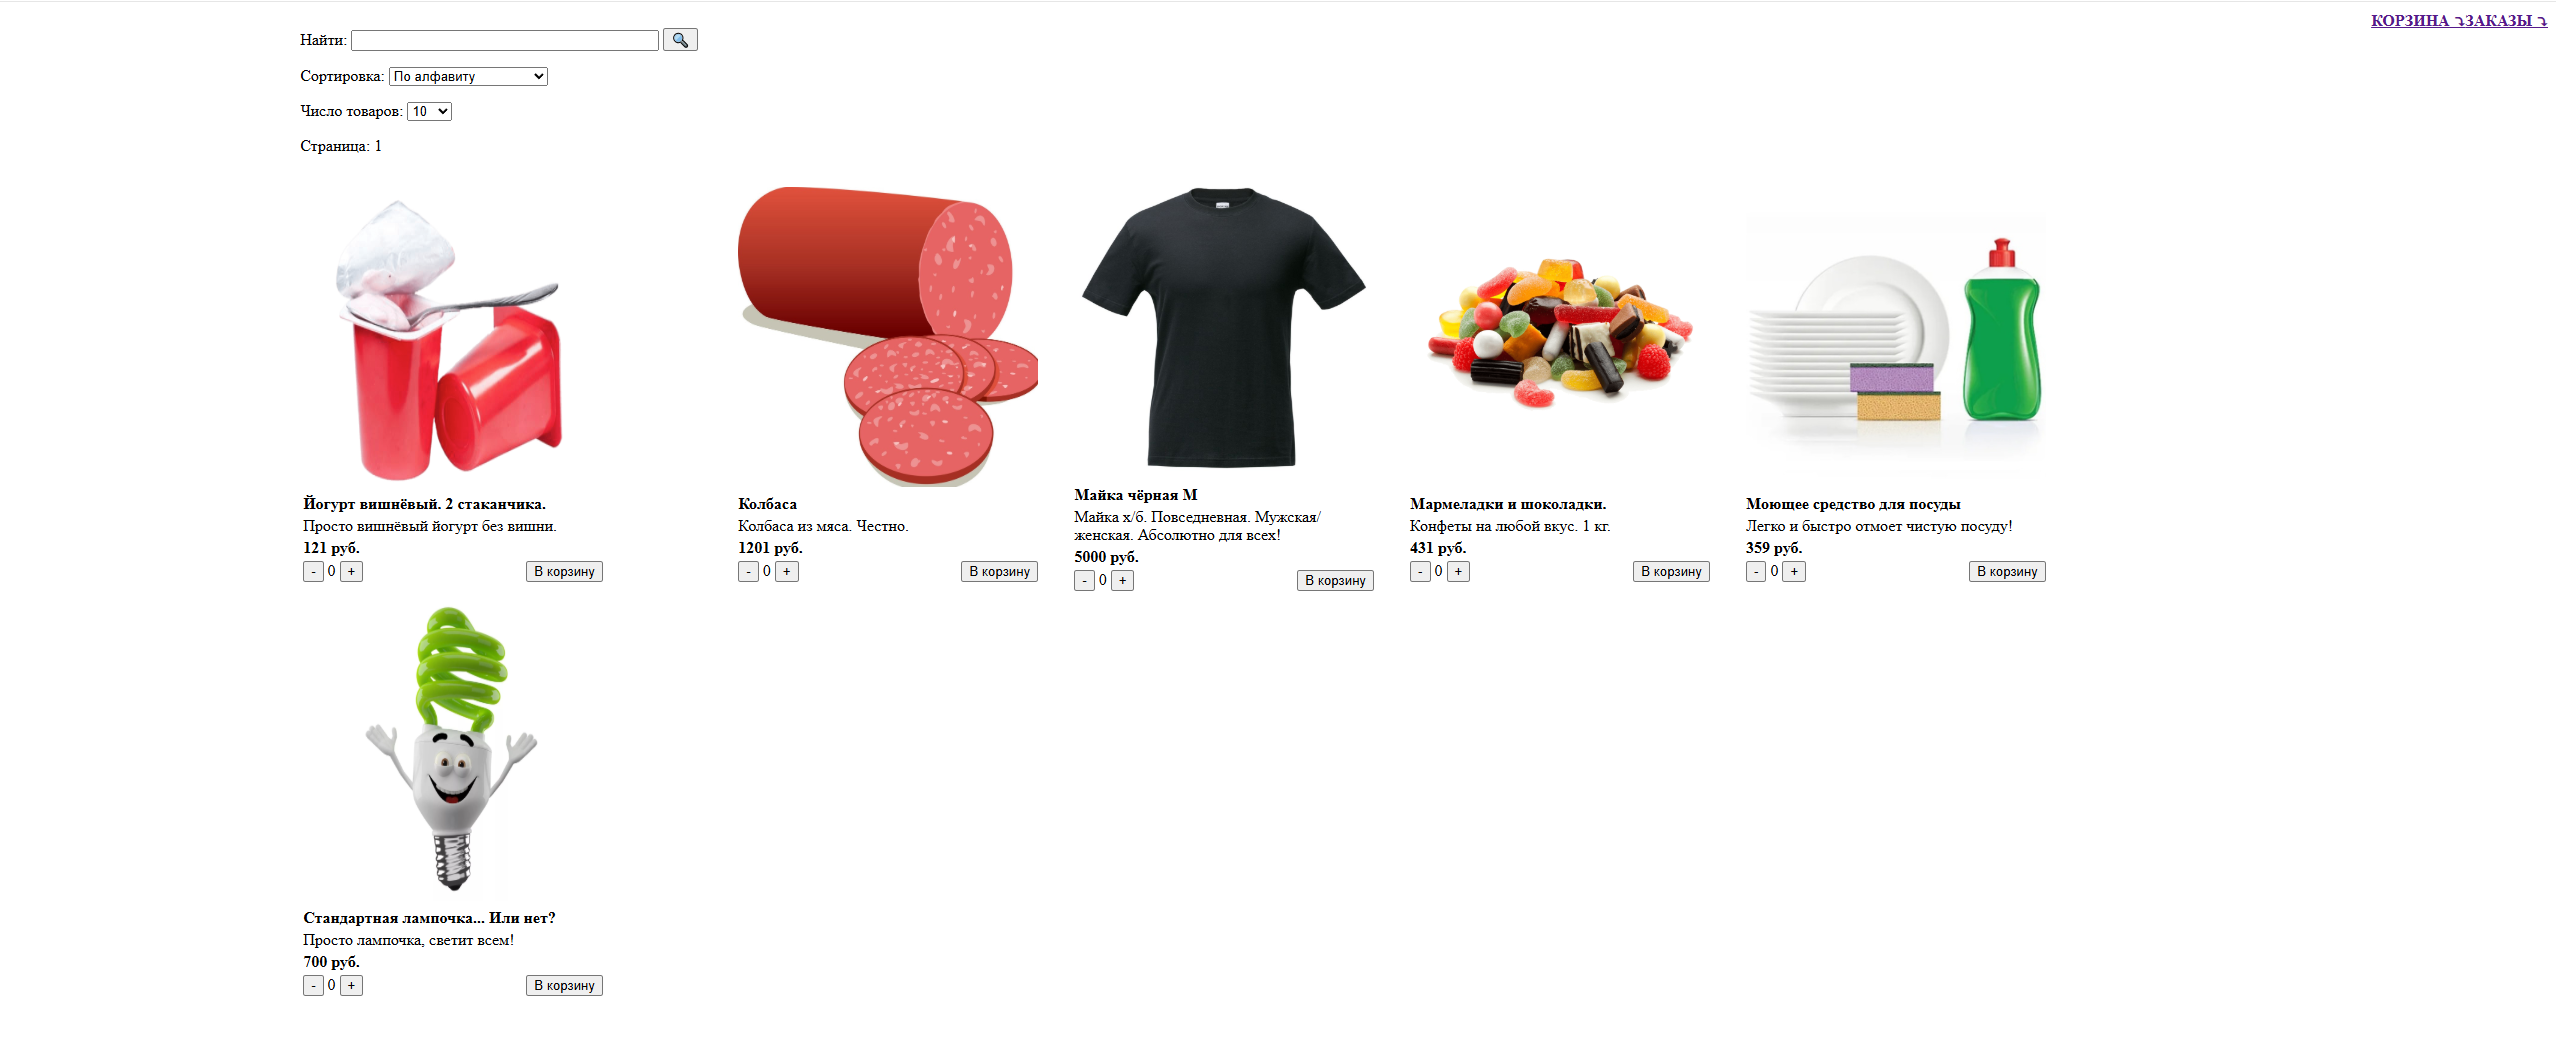 КОРЗИНА ⤵ЗАКАЗЫ ⤵
Найти: 🔍
Сортировка: По алфавиту
Число товаров: 10
Страница: 1
Йогурт вишнёвый. 2 стаканчика.
Просто вишнёвый йогурт без вишни.
121 руб.
- 0 + В корзину
Колбаса
Колбаса из мяса. Честно.
1201 руб.
- 0 + В корзину
Майка чёрная М
Майка х/б. Повседневная. Мужская/
женская. Абсолютно для всех!
5000 руб.
- 0 + В корзину
Мармеладки и шоколадки.
Конфеты на любой вкус. 1 кг.
431 руб.
- 0 + В корзину
Моющее средство для посуды
Легко и быстро отмоет чистую посуду!
359 руб.
- 0 + В корзину
Стандартная лампочка... Или нет?
Просто лампочка, светит всем!
700 руб.
- 0 + В корзину